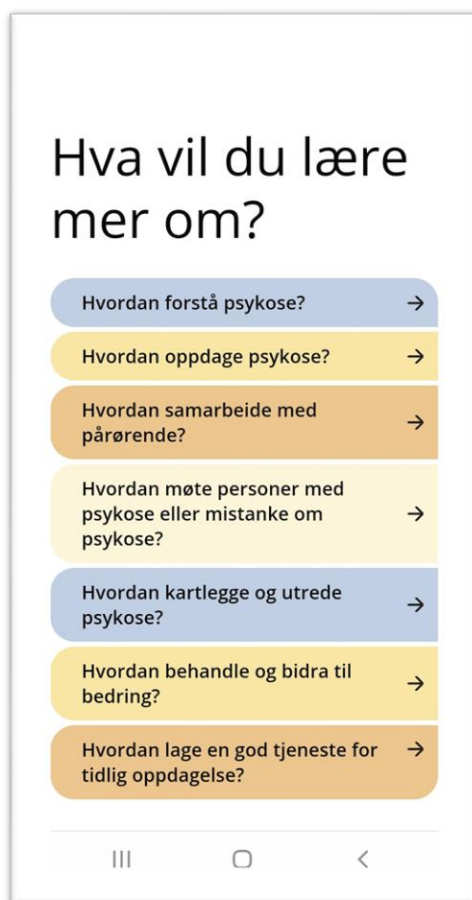 Hva vil du lære
mer om?
Hvordan forstå psykose?
Hvordan oppdage psykose?
Hvordan samarbeide med
pårørende?
Hvordan møte personer med
psykose eller mistanke om
psykose?
Hvordan kartlegge og utrede
psykose?
Hvordan behandle og bidra til
bedring?
Hvordan lage en god tjeneste for
tidlig oppdagelse?